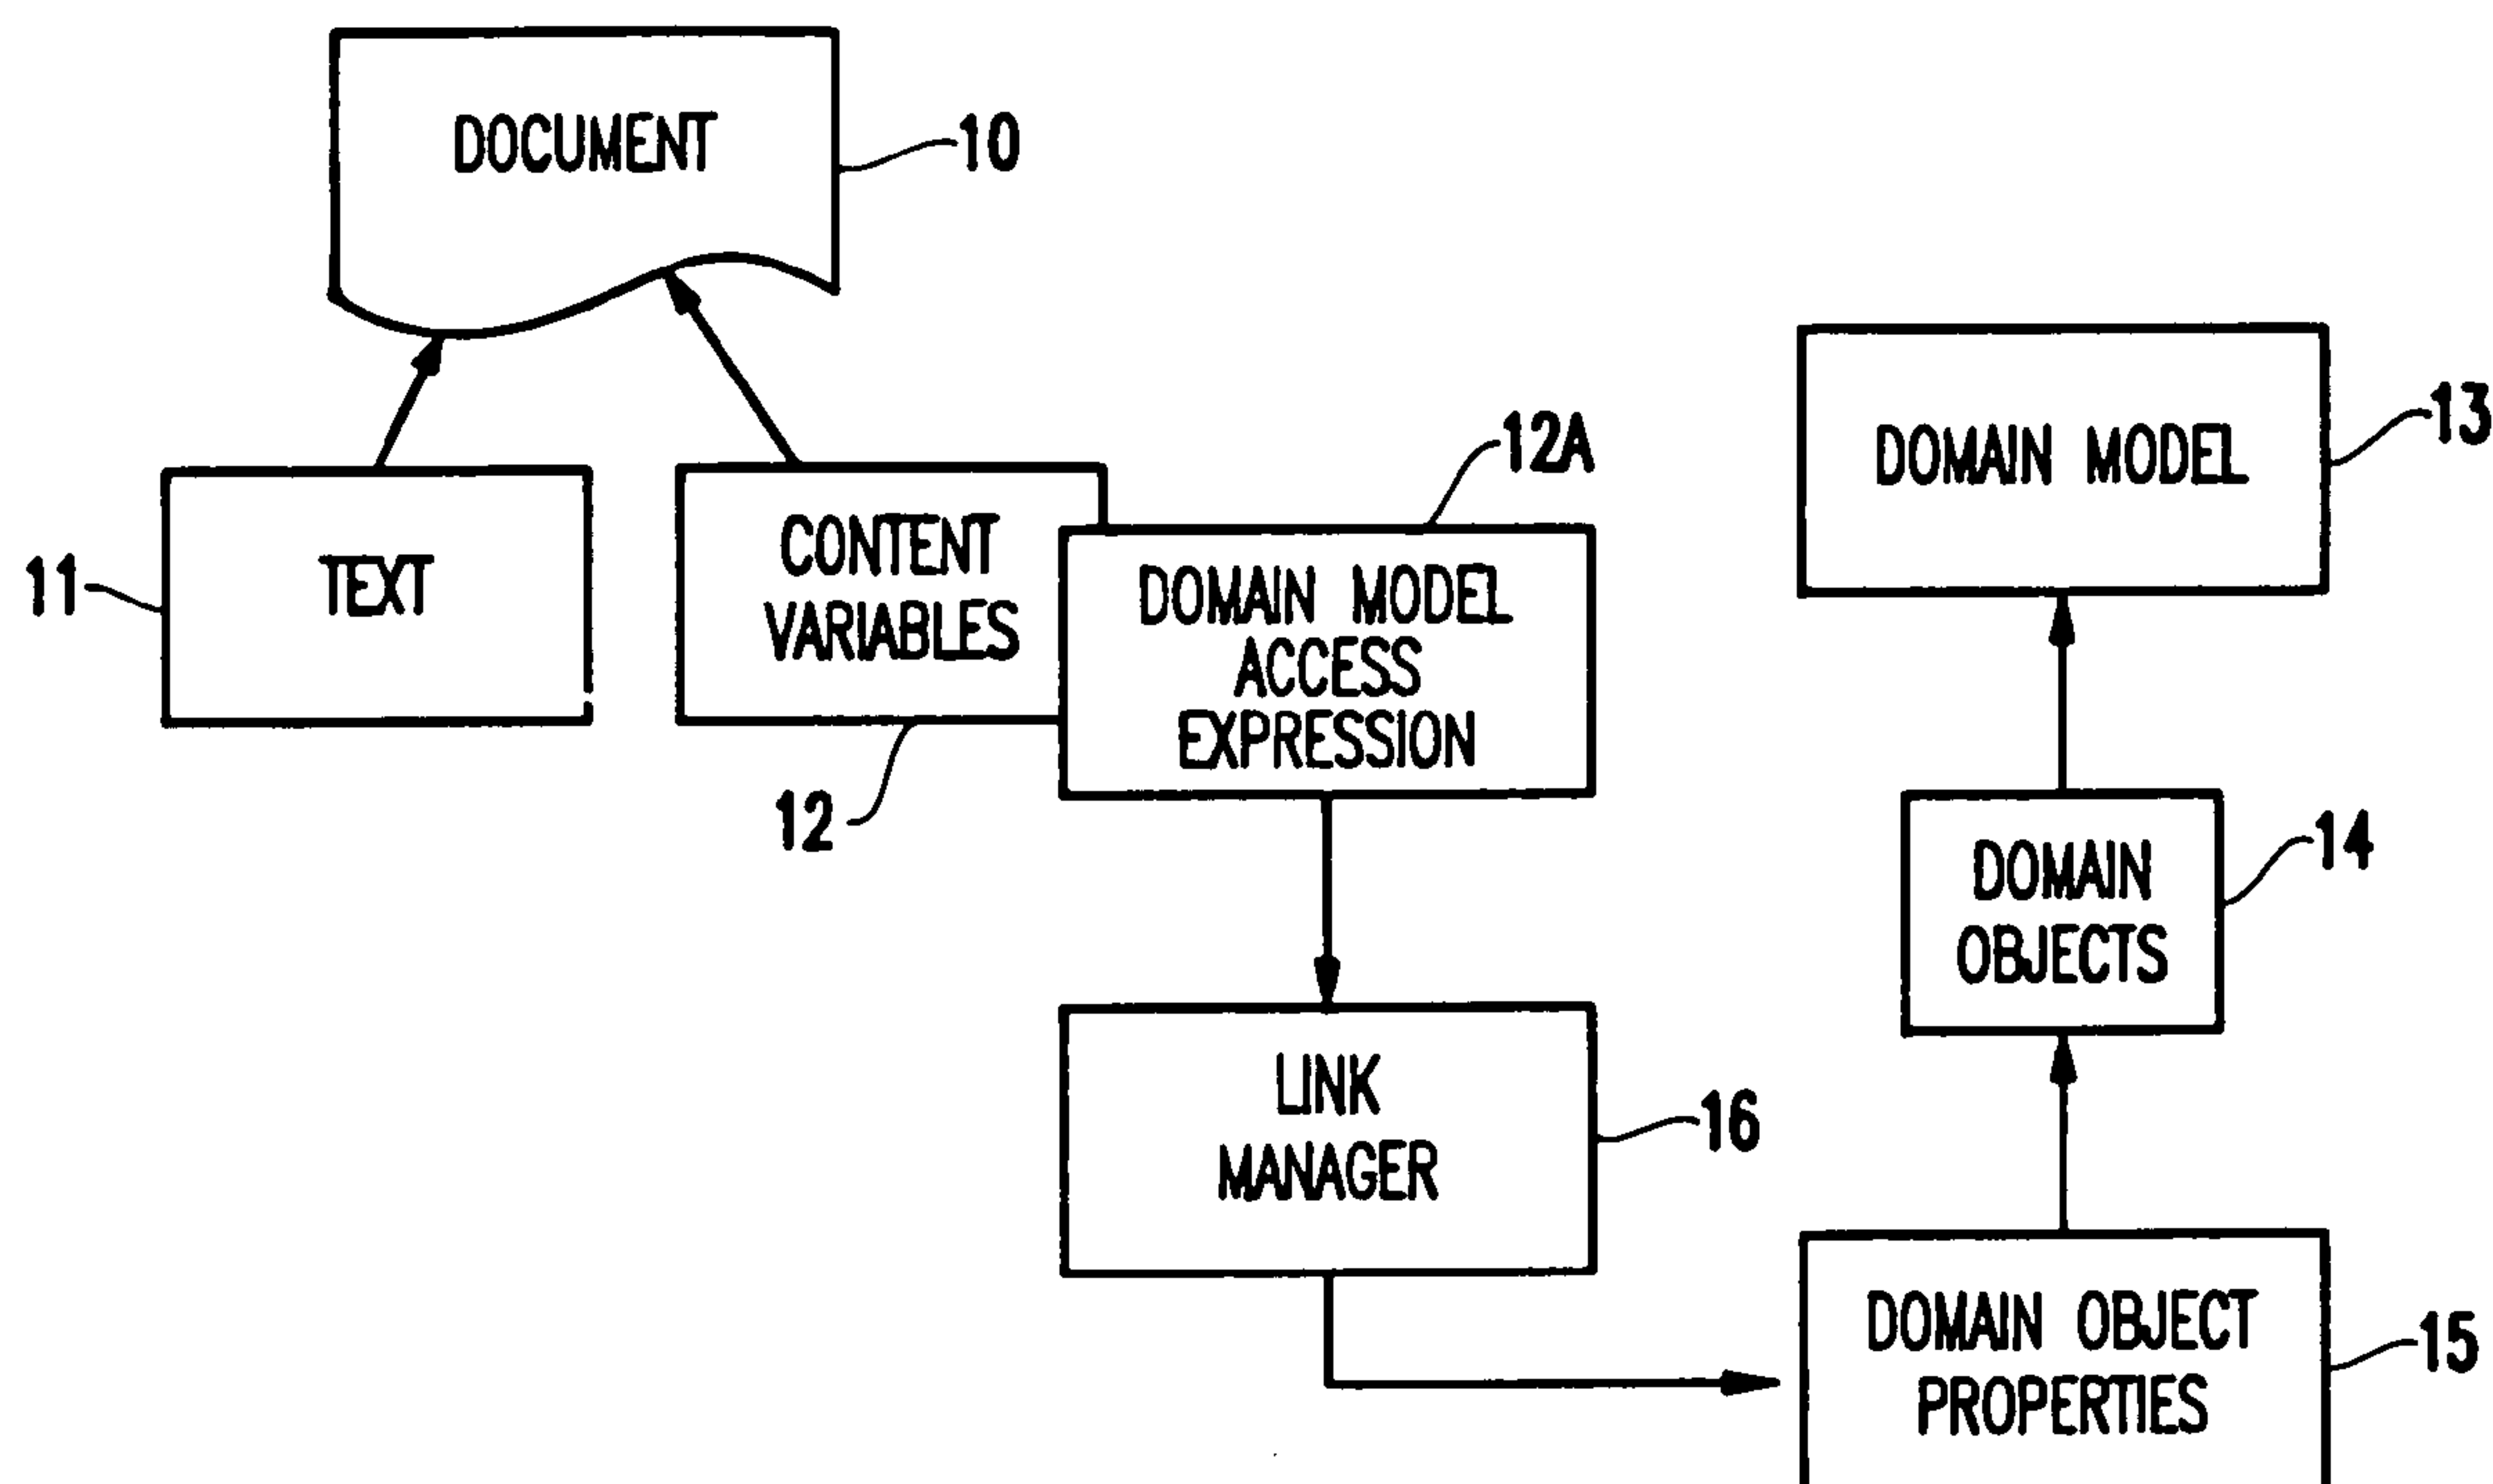 DOCUMENT
10
13
12A
DOMAIN MODEL
11
TEXT
CONTENT
VARIABLES
DOMAIN MODEL
ACCESS
EXPRESSION
12
14
DOMAIN
OBJECTS
LINK
MANAGER
16
DOMAIN OBJECT
PROPERTIES
15